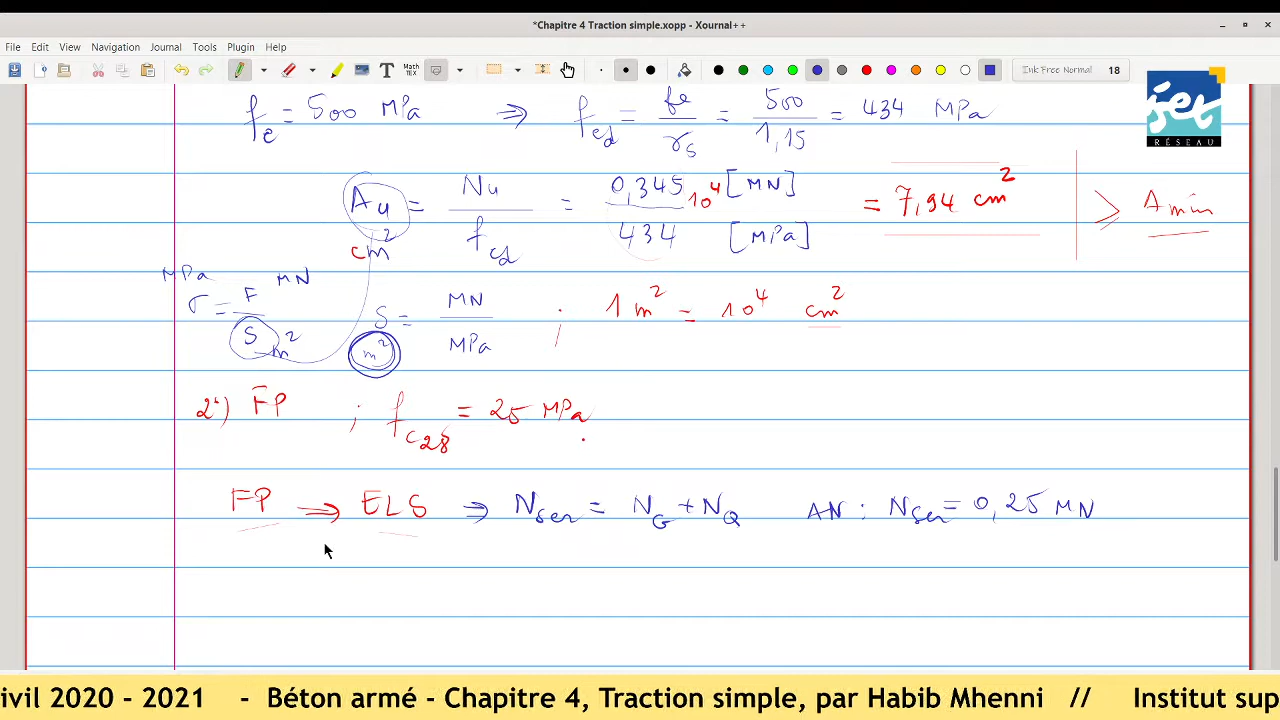 *Chapitre 4 Traction simple.xopp - Xournal++
File Edit View Navigation Journal Tools Plugin Help
Math TEX
Ink Free Normal 18
iset
RÉSEAU
fe = 500 MPa ⇒ fed = fe / γs = 500 / 1,15 = 434 MPa
Au = Nu / fed = 0,345 10⁴ [MN] / 434 [MPa] = 7,94 cm² ⩾ Amin
cm²
MPa MN
σ = F / S m² S = MN / MPa ; 1 m² = 10⁴ cm²
m²
2°) FP ; fc28 = 25 MPa.
FP ⇒ ELS ⇒ Nser = NG + NQ AN : Nser = 0,25 MN
ivil 2020 - 2021 - Béton armé - Chapitre 4, Traction simple, par Habib Mhenni // Institut sup